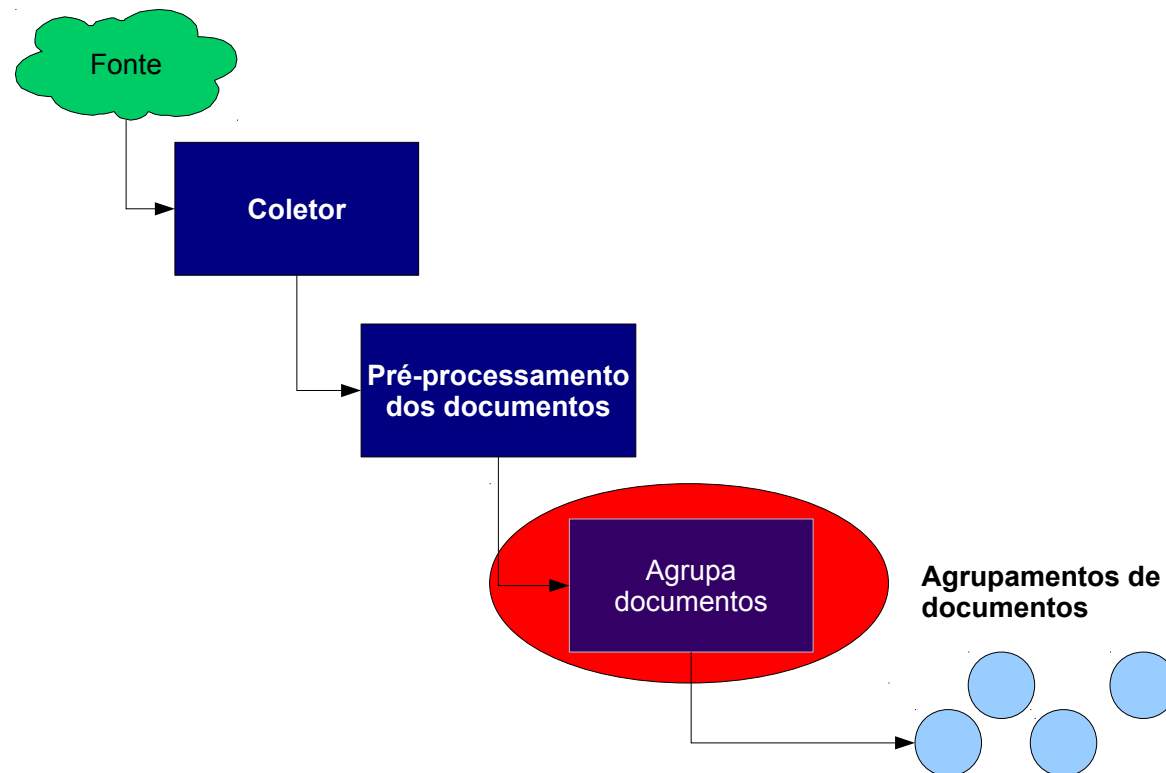 Fonte
Coletor
Pré-processamento
dos documentos
Agrupa
documentos
Agrupamentos de
documentos